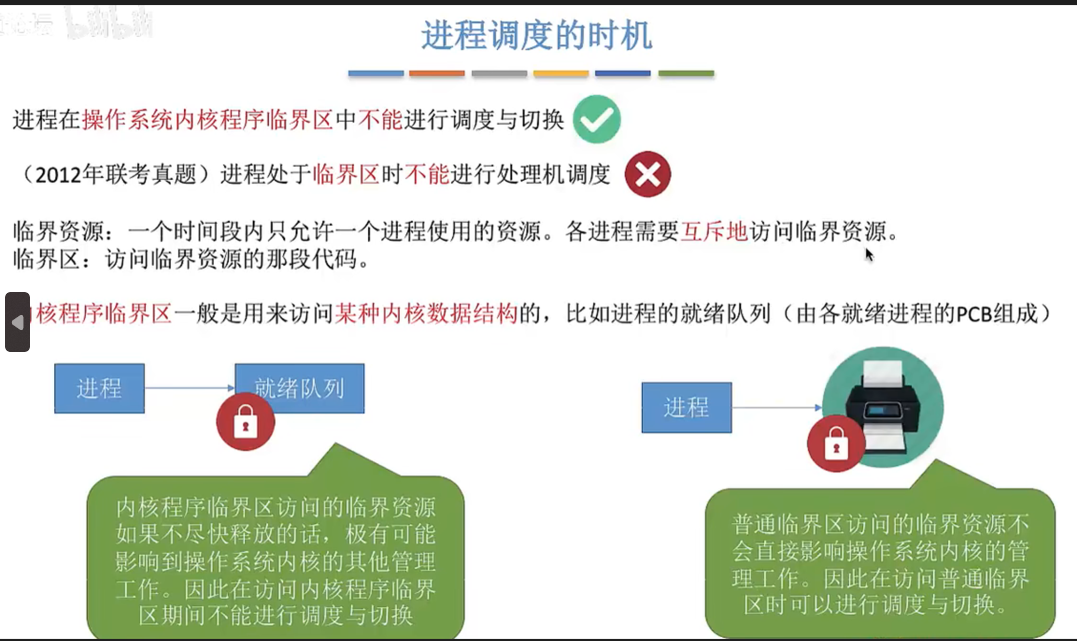 bilibili
进程调度的时机
进程在操作系统内核程序临界区中不能进行调度与切换
（2012年联考真题）进程处于临界区时不能进行处理机调度
临界资源：一个时间段内只允许一个进程使用的资源。各进程需要互斥地访问临界资源。
临界区：访问临界资源的那段代码。
核程序临界区一般是用来访问某种内核数据结构的，比如进程的就绪队列（由各就绪进程的PCB组成）
进程
就绪队列
进程
内核程序临界区访问的临界资源
如果不尽快释放的话，极有可能
影响到操作系统内核的其他管理
工作。因此在访问内核程序临界
区期间不能进行调度与切换
普通临界区访问的临界资源不
会直接影响操作系统内核的管
理工作。因此在访问普通临界
区时可以进行调度与切换。